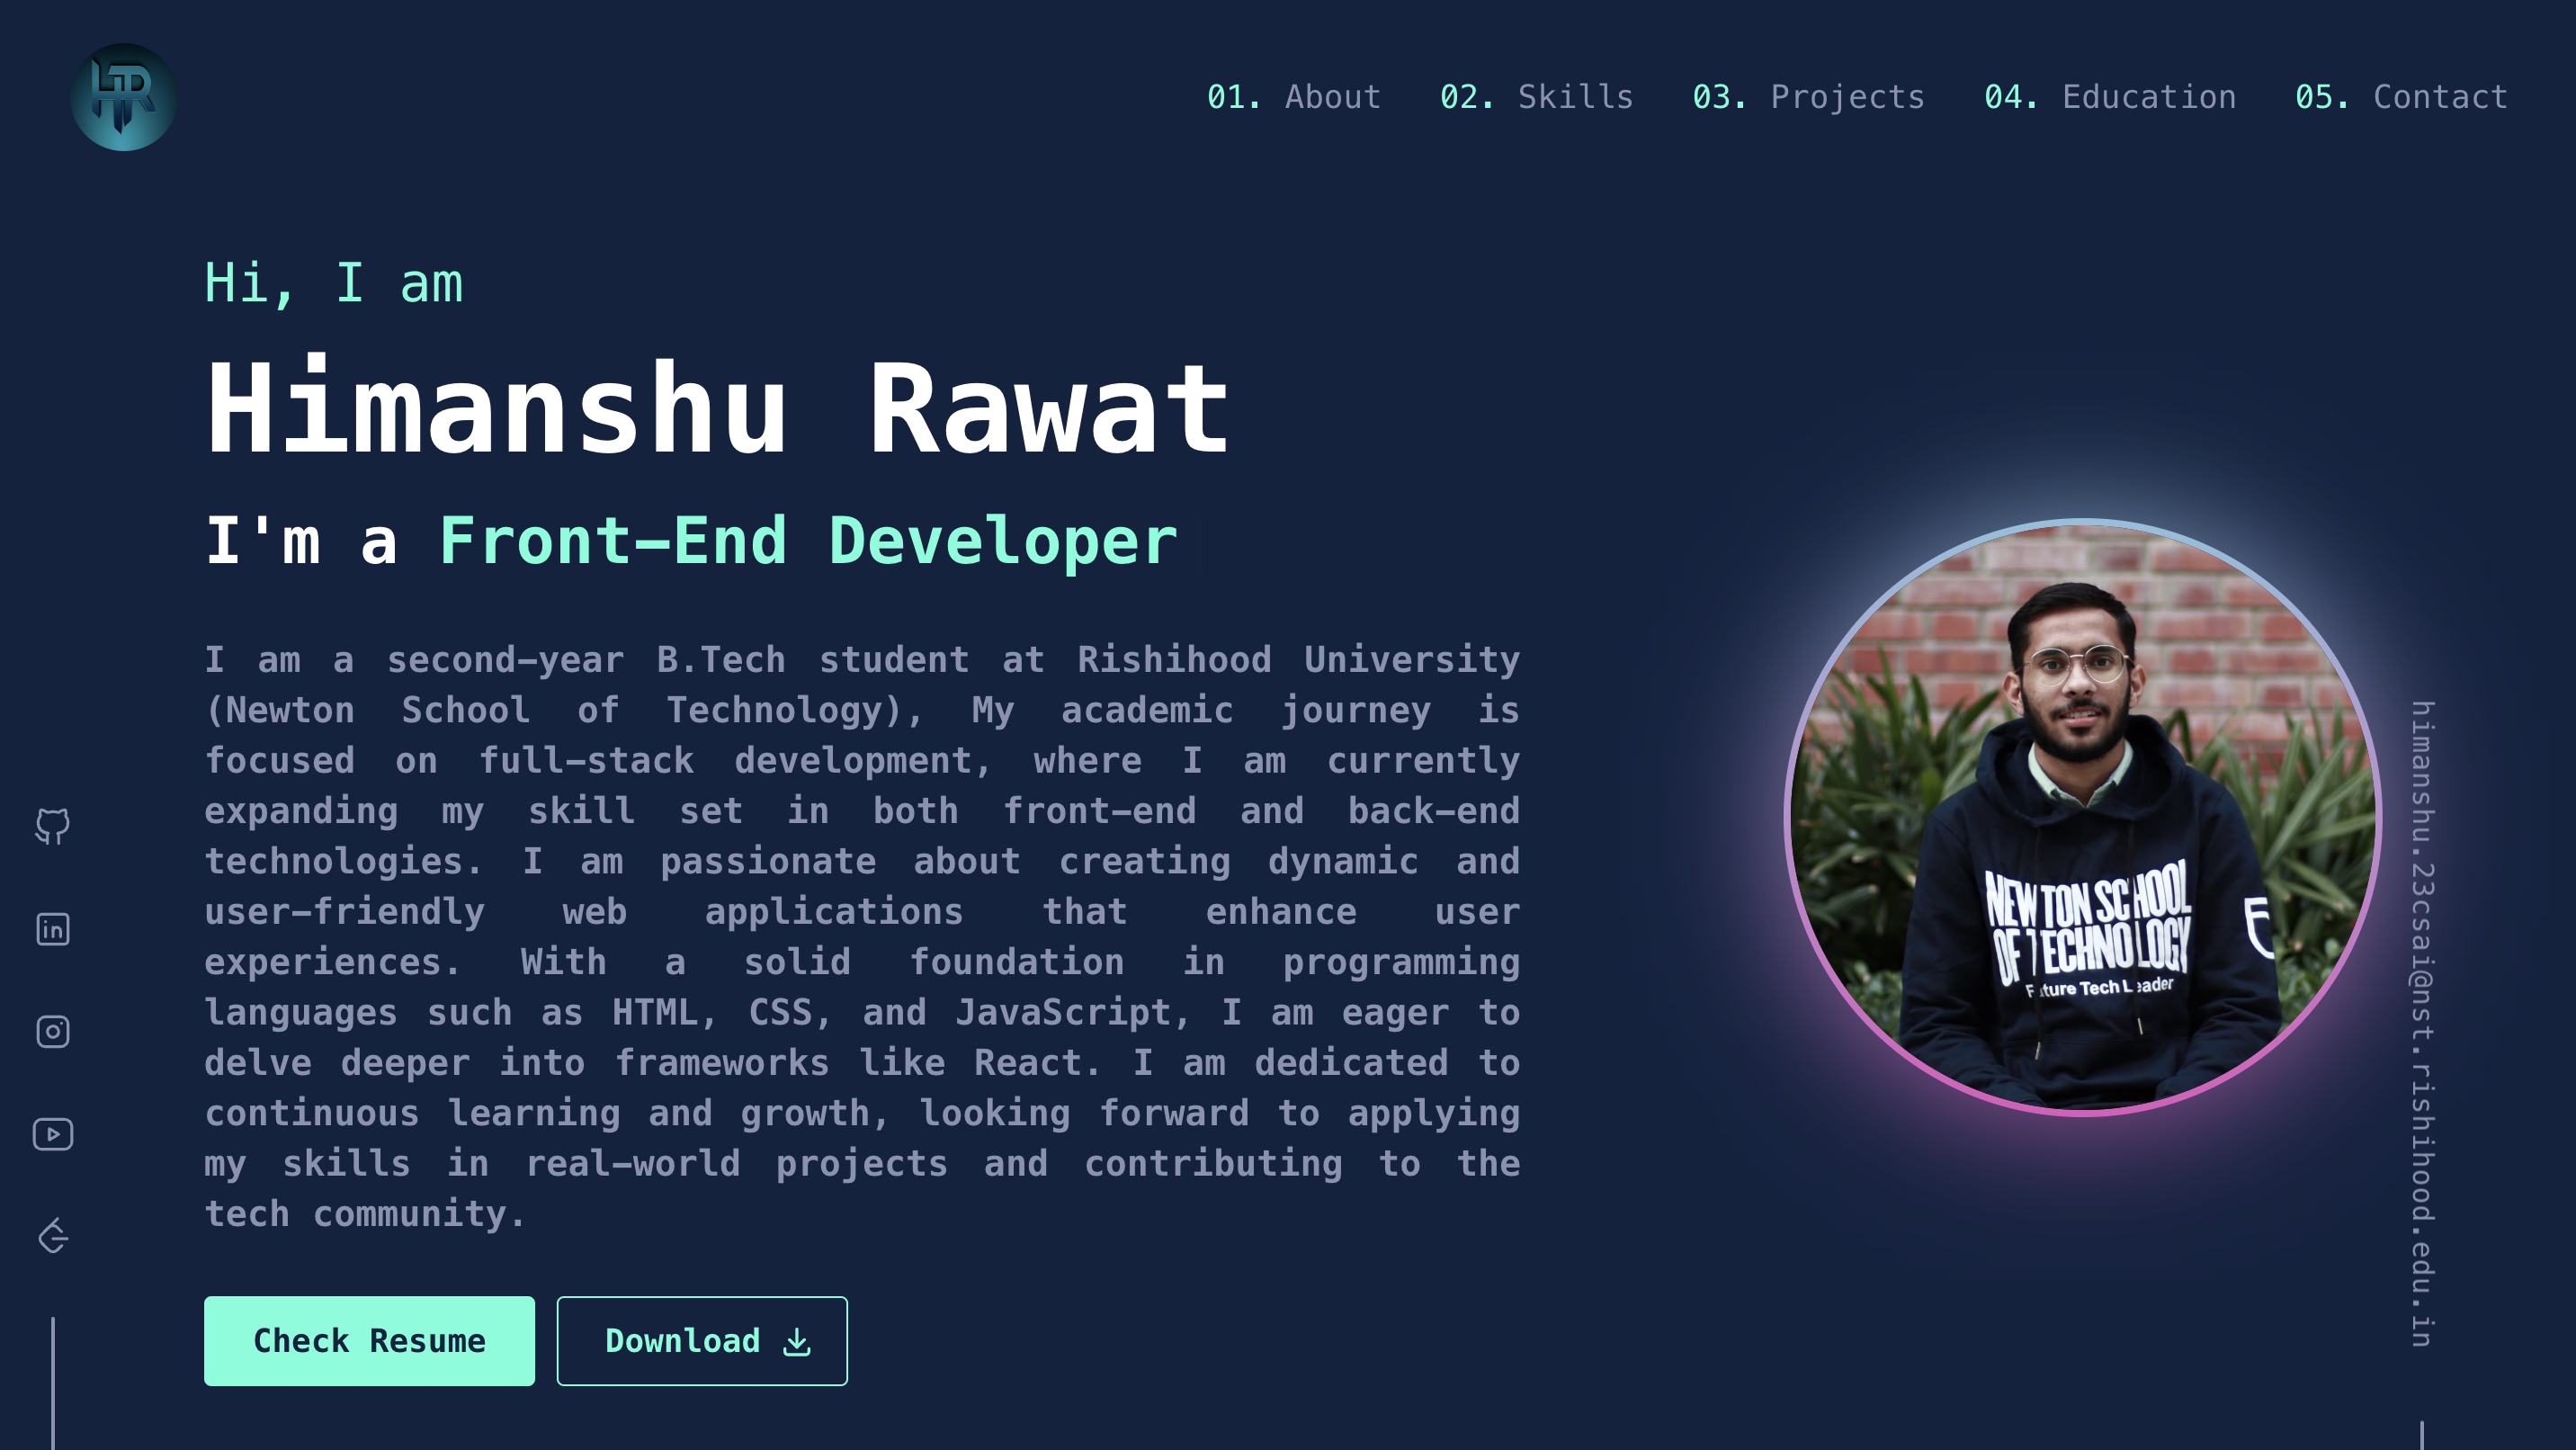 HR
01. About 02. Skills 03. Projects 04. Education 05. Contact
Hi, I am
Himanshu Rawat
I'm a Front-End Developer
I am a second-year B.Tech student at Rishihood University
(Newton School of Technology), My academic journey is
focused on full-stack development, where I am currently
expanding my skill set in both front-end and back-end
technologies. I am passionate about creating dynamic and
user-friendly web applications that enhance user
experiences. With a solid foundation in programming
languages such as HTML, CSS, and JavaScript, I am eager to
delve deeper into frameworks like React. I am dedicated to
continuous learning and growth, looking forward to applying
my skills in real-world projects and contributing to the
tech community.
Check Resume
Download
in
NEWTON SCHOOL
OF TECHNOLOGY
Future Tech Leader
himanshu.23csai@nst.rishihood.edu.in